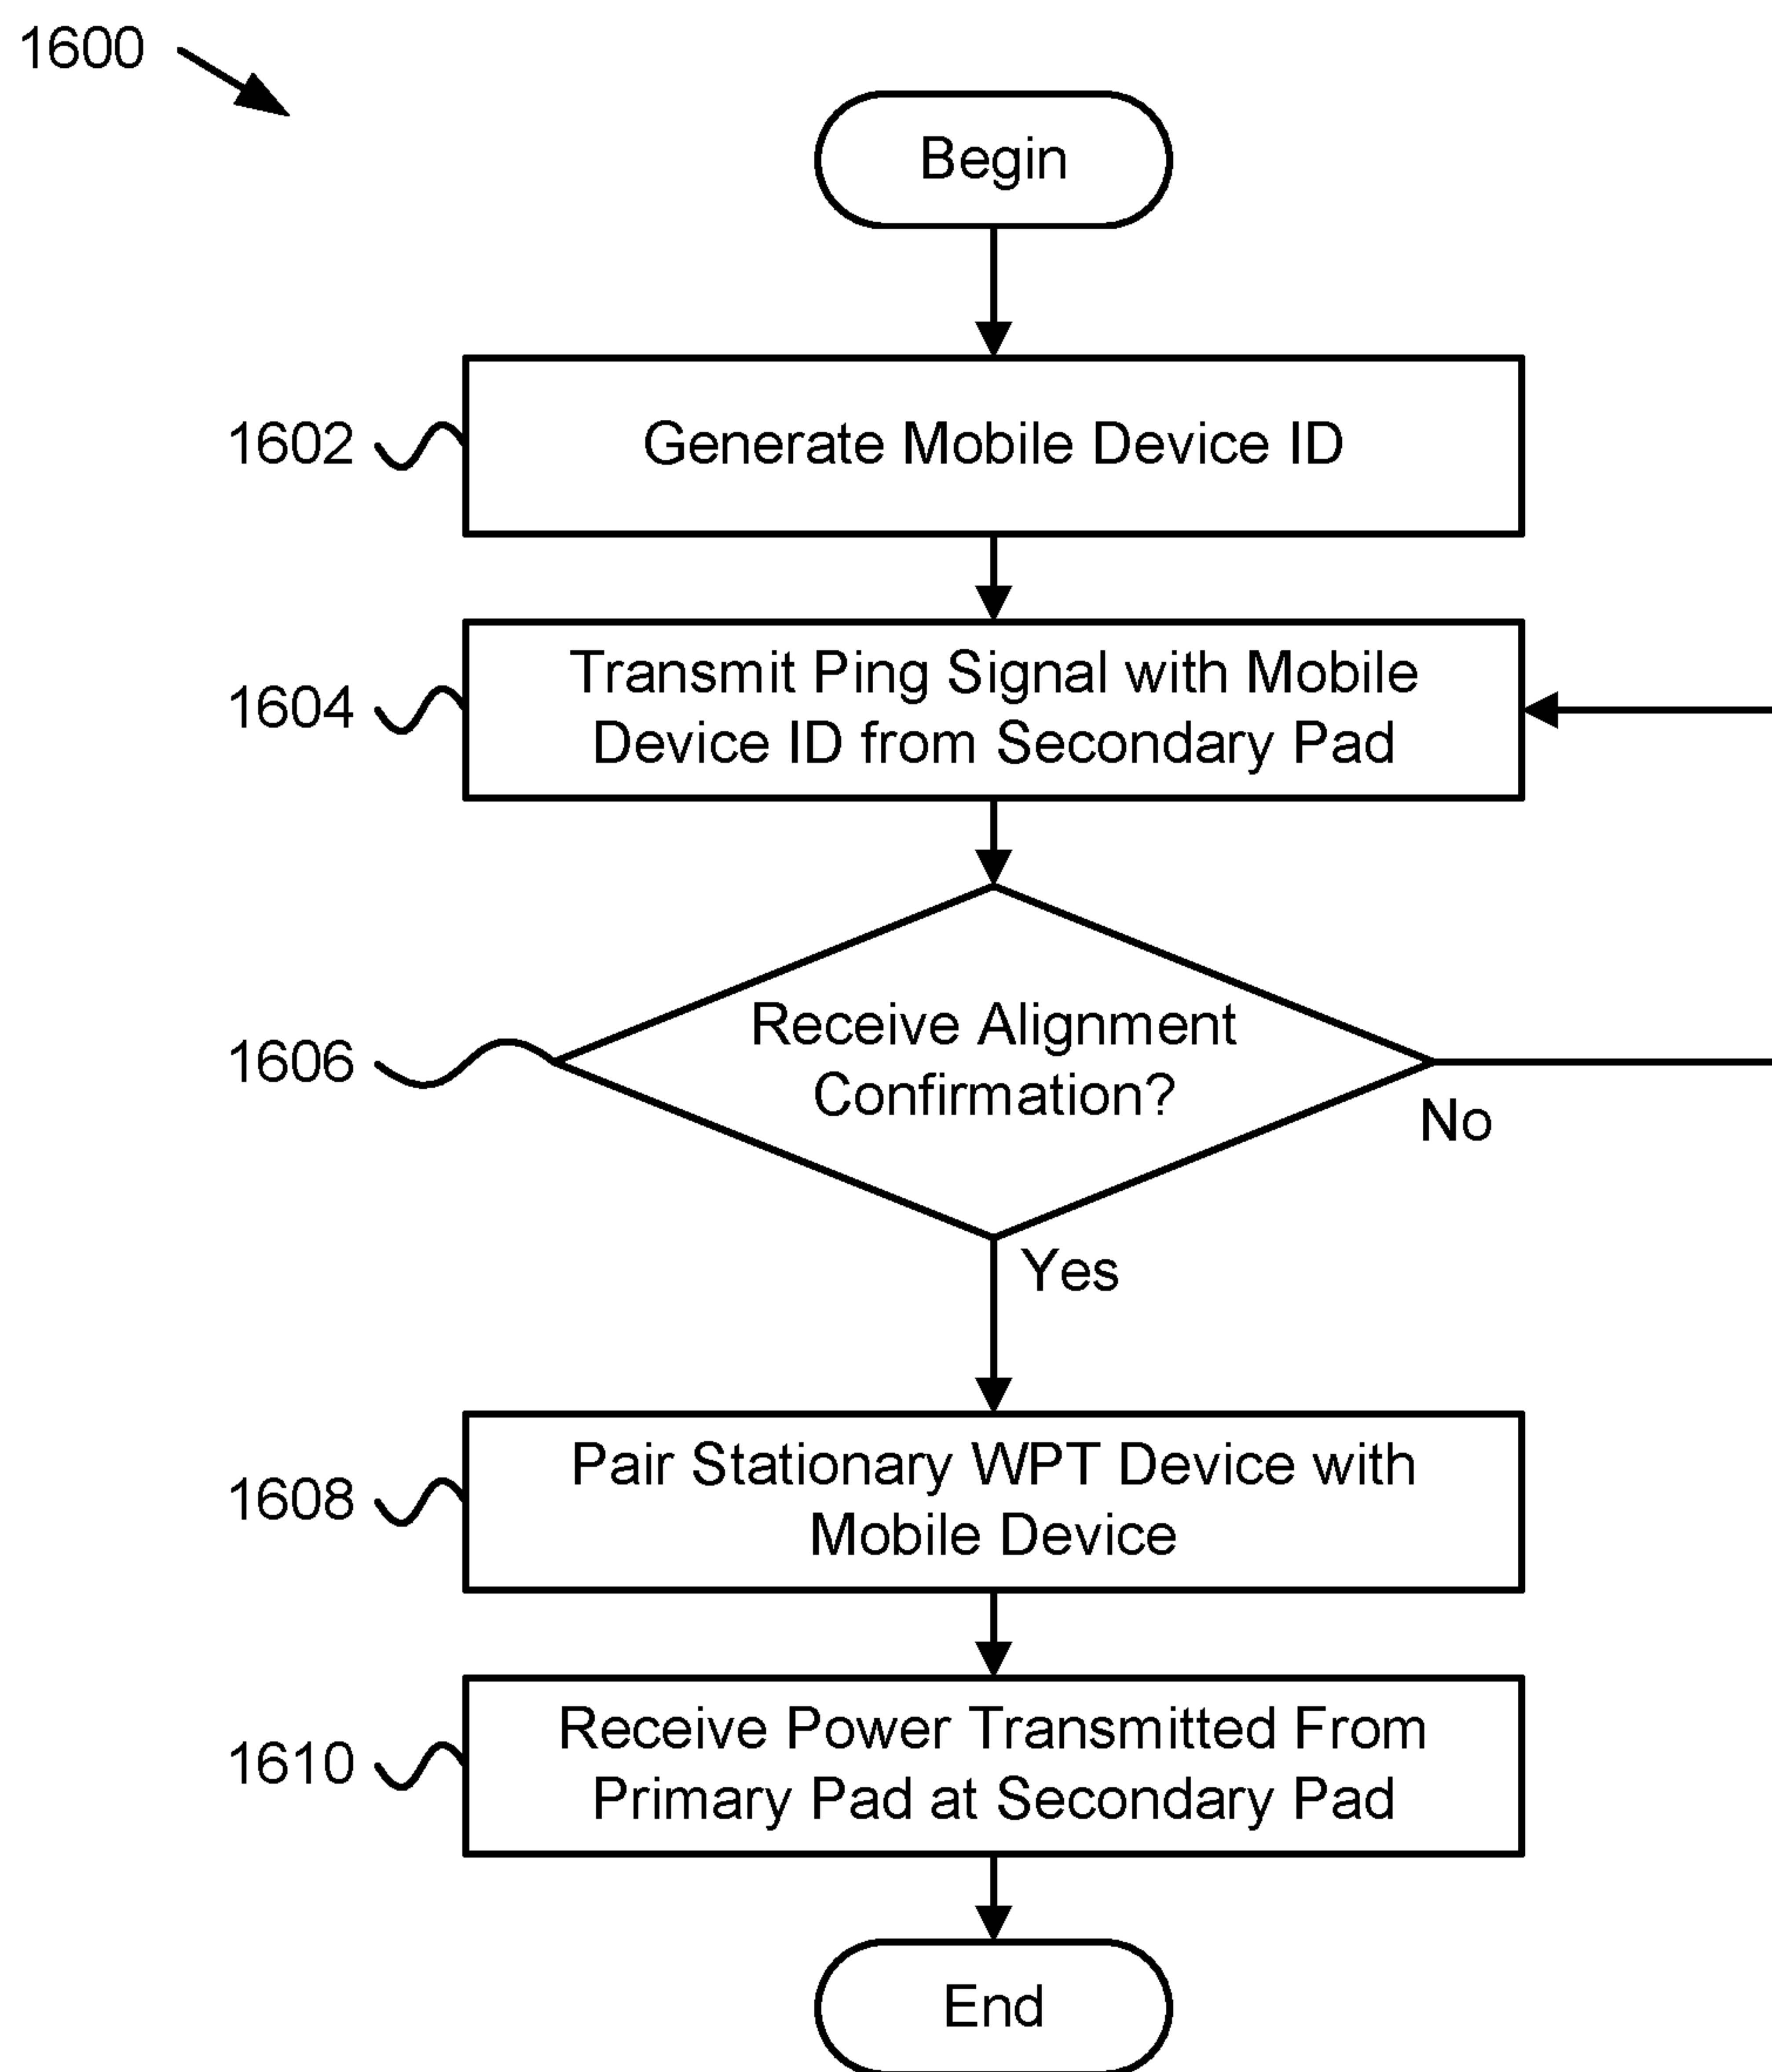 1600
Begin
1602
Generate Mobile Device ID
1604
Transmit Ping Signal with Mobile
Device ID from Secondary Pad
1606
Receive Alignment
Confirmation?
No
Yes
1608
Pair Stationary WPT Device with
Mobile Device
1610
Receive Power Transmitted From
Primary Pad at Secondary Pad
End